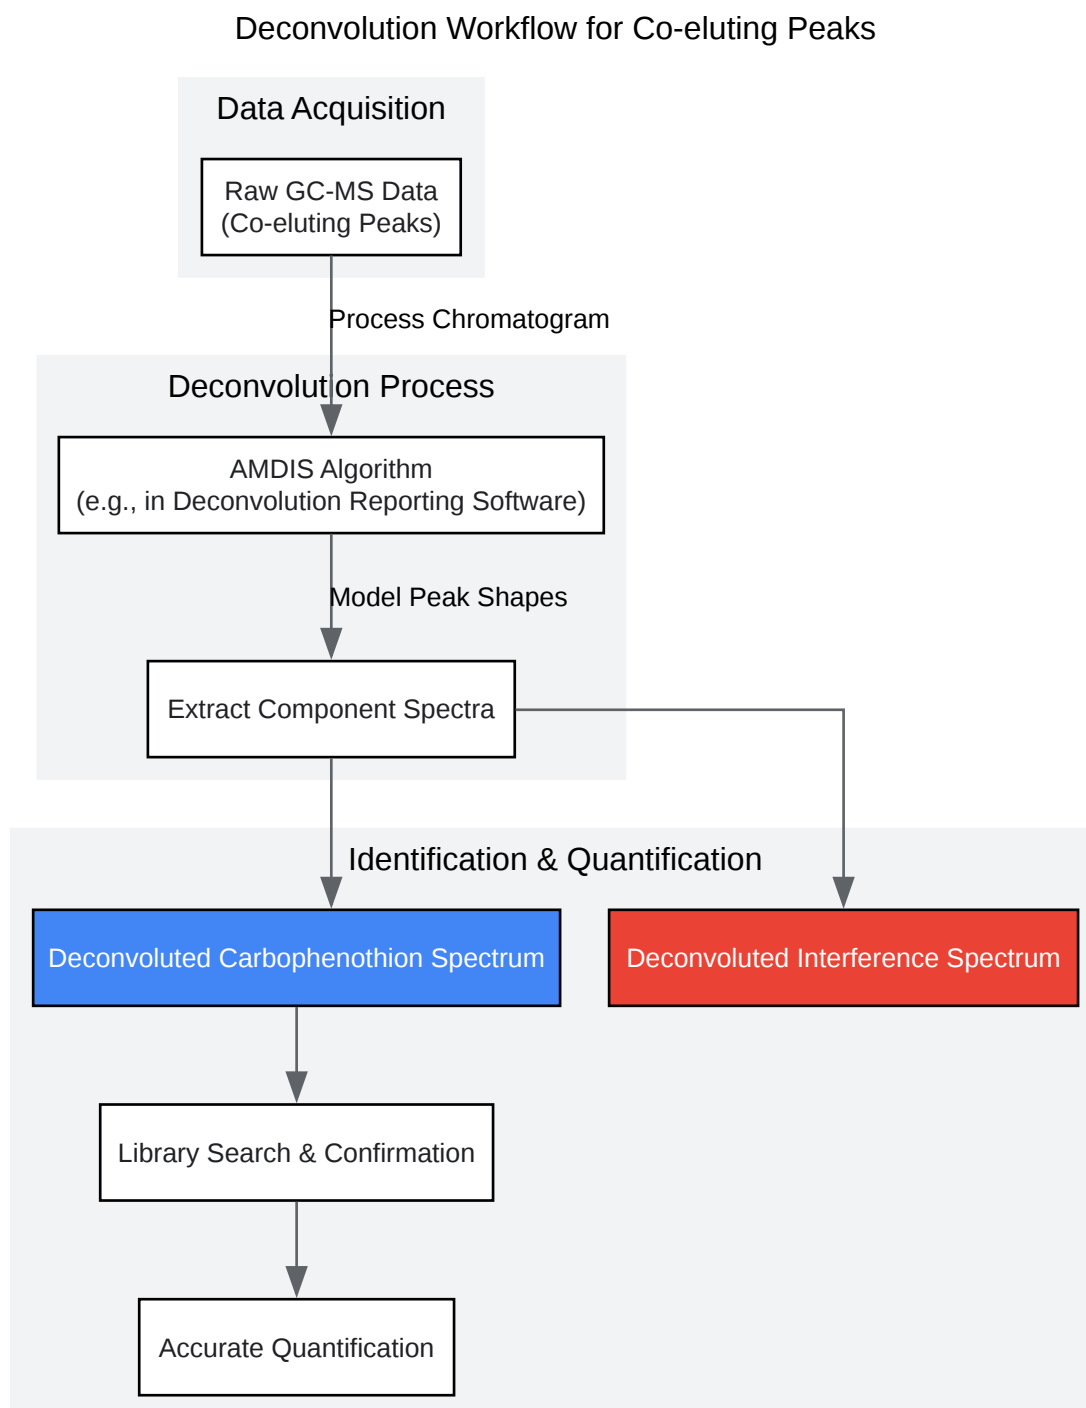 Deconvolution Workflow for Co-eluting Peaks
Data Acquisition
Raw GC-MS Data
(Co-eluting Peaks)
Process Chromatogram
Deconvolution Process
AMDIS Algorithm
(e.g., in Deconvolution Reporting Software)
Model Peak Shapes
Extract Component Spectra
Identification & Quantification
Deconvoluted Carbophenothion Spectrum
Deconvoluted Interference Spectrum
Library Search & Confirmation
Accurate Quantification